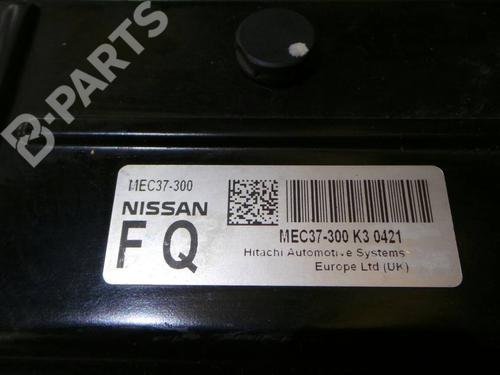 B-PARTS
MEC37-300
NISSAN
F Q
MEC37-300 K3 0421
Hitachi Automotive Systems
Europe Ltd (UK)